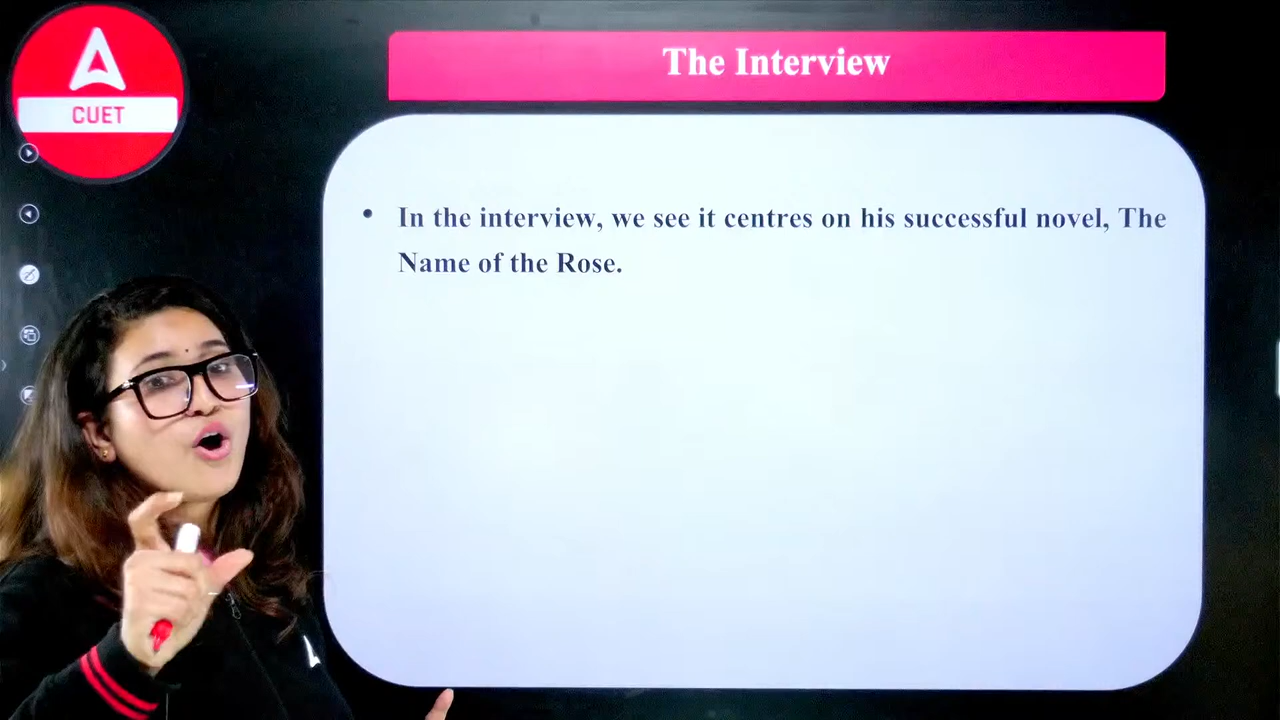 CUET
The Interview
• In the interview, we see it centres on his successful novel, The
Name of the Rose.